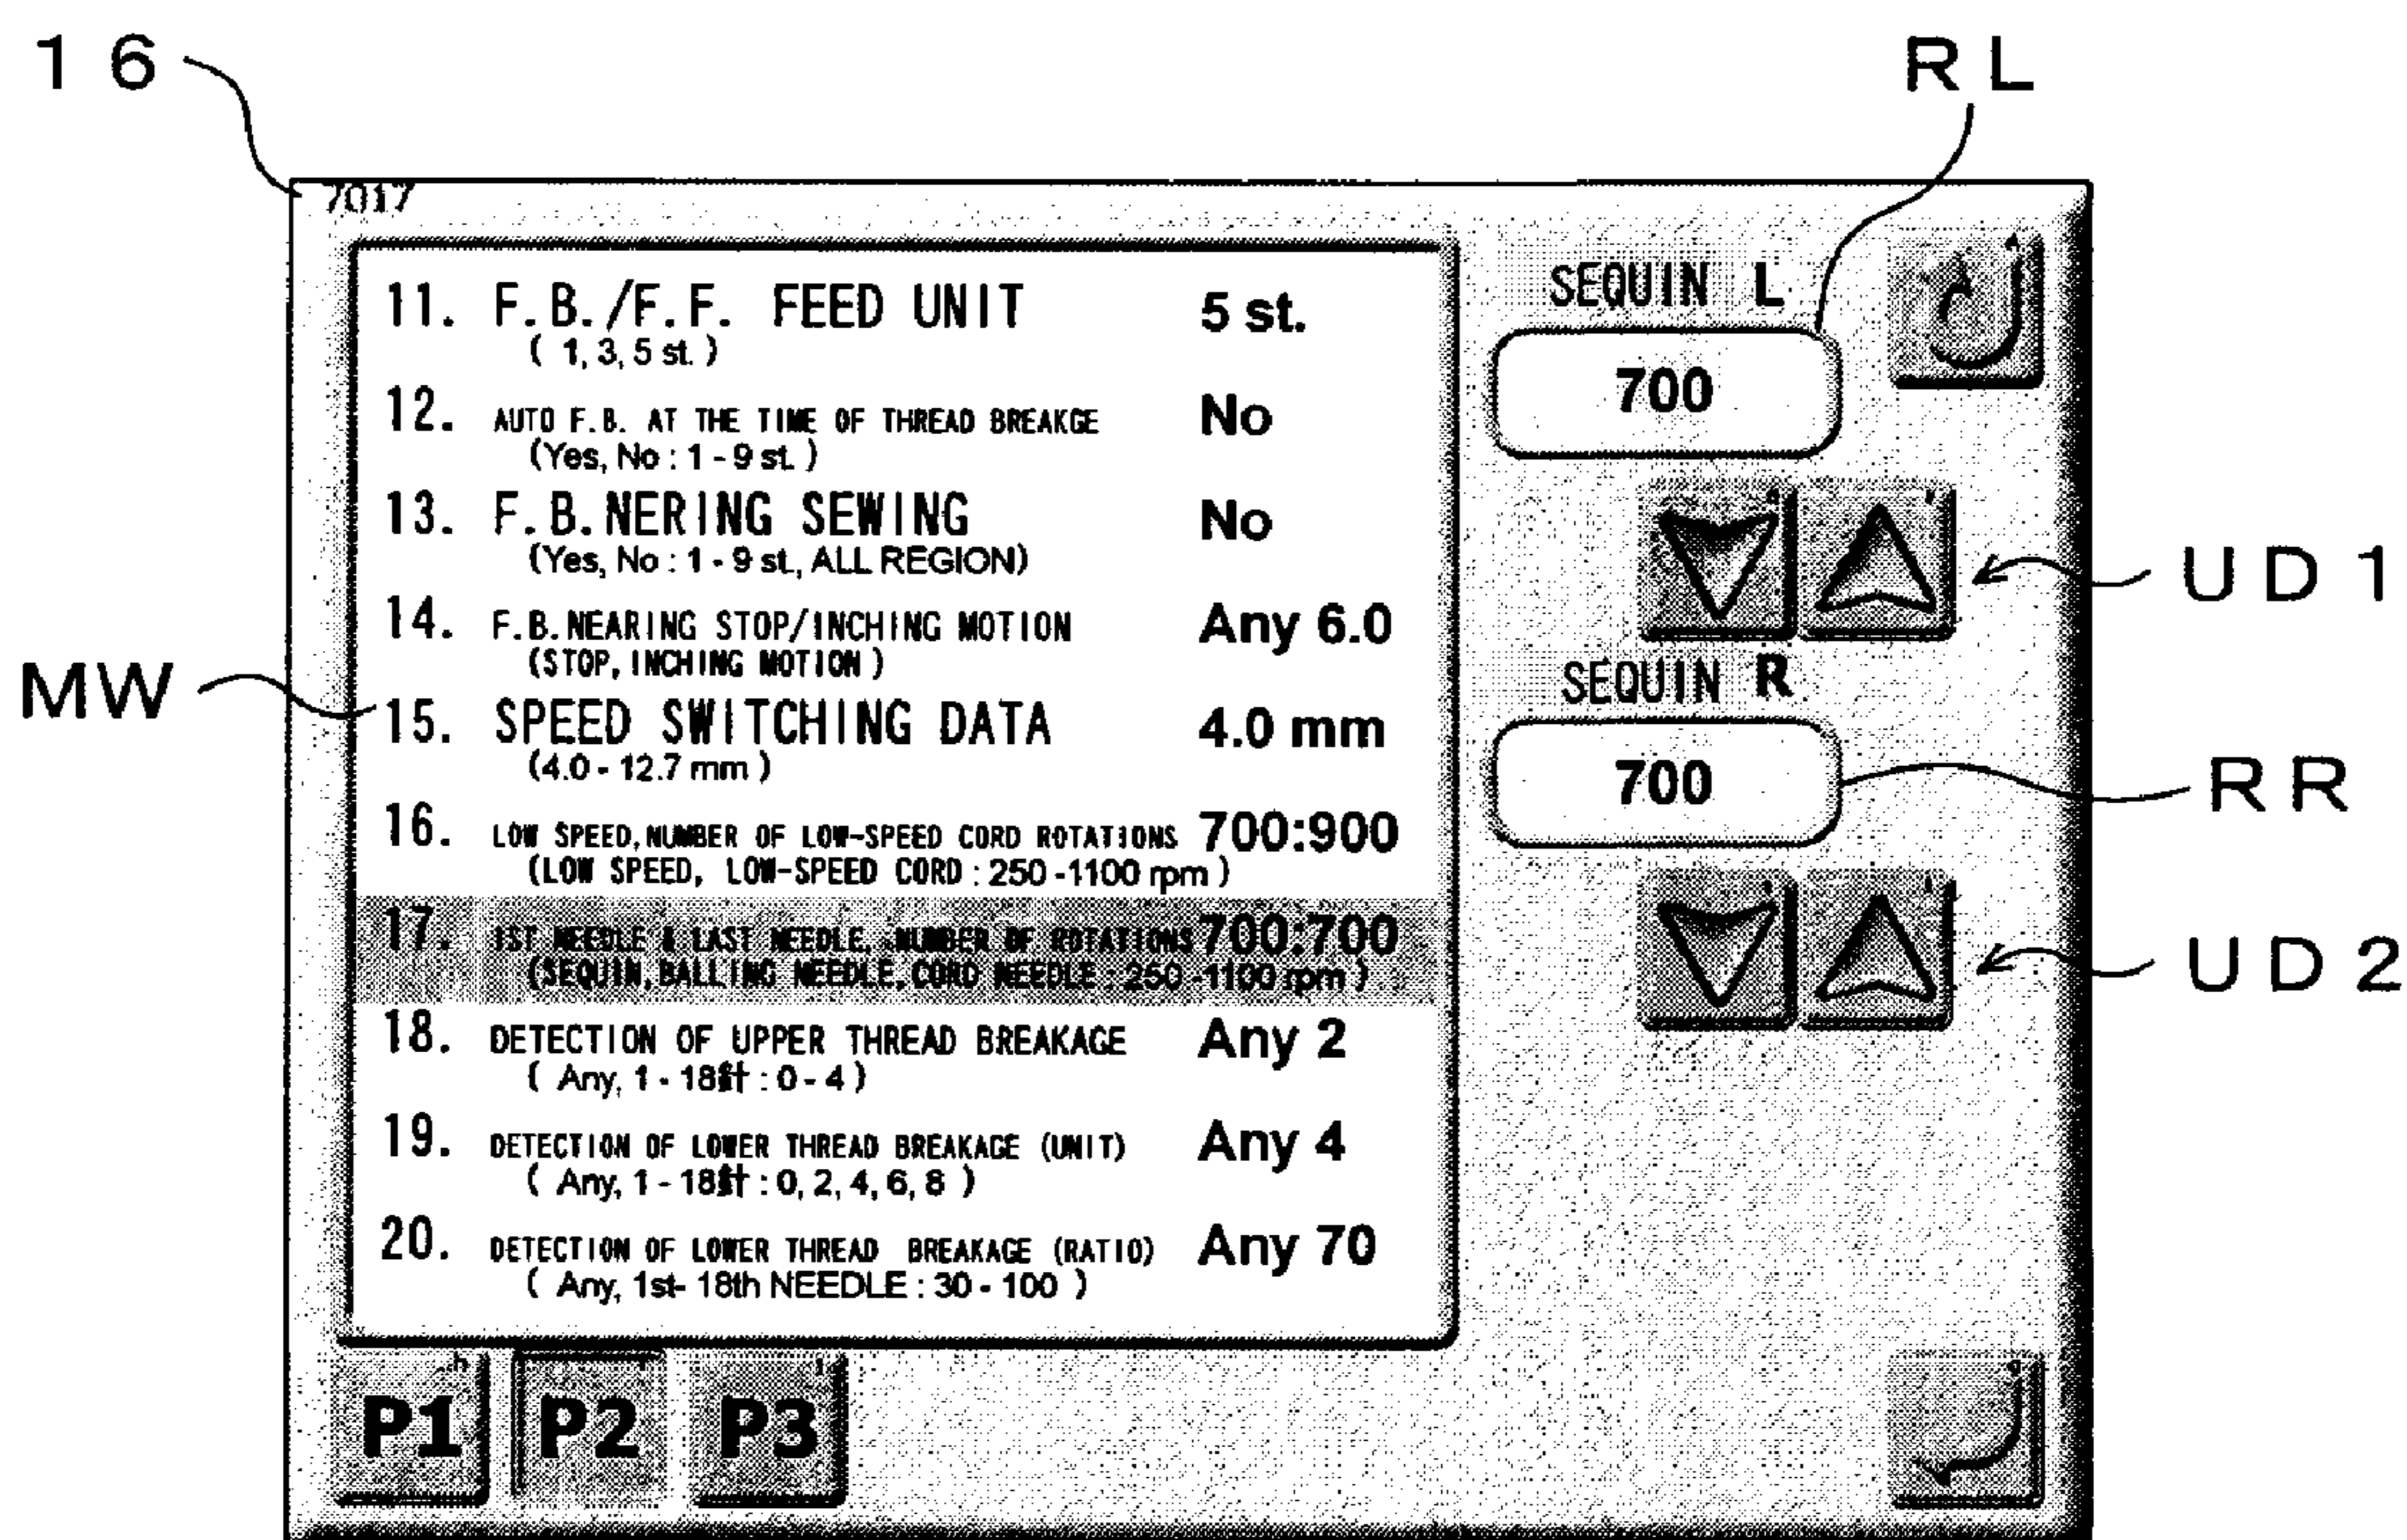 16
RL
7017
11. F.B./F.F. FEED UNIT 5 st.
( 1, 3, 5 st. )
12. AUTO F.B. AT THE TIME OF THREAD BREAKGE No
(Yes, No : 1 - 9 st. )
13. F.B.NERING SEWING No
(Yes, No : 1 - 9 st., ALL REGION)
14. F.B.NEARING STOP/INCHING MOTION Any 6.0
(STOP, INCHING MOTION )
MW
15. SPEED SWITCHING DATA 4.0 mm
(4.0 - 12.7 mm )
16. LOW SPEED,NUMBER OF LOW-SPEED CORD ROTATIONS 700:900
(LOW SPEED, LOW-SPEED CORD : 250 -1100 rpm )
17. 1ST NEEDLE & LAST NEEDLE, NUMBER OF ROTATIONS 700:700
(SEQUIN,BALLING NEEDLE,CORD NEEDLE : 250 -1100 rpm )
18. DETECTION OF UPPER THREAD BREAKAGE Any 2
( Any, 1 - 18針 : 0 - 4 )
19. DETECTION OF LOWER THREAD BREAKAGE (UNIT) Any 4
( Any, 1 - 18針 : 0, 2, 4, 6, 8 )
20. DETECTION OF LOWER THREAD BREAKAGE (RATIO) Any 70
( Any, 1st- 18th NEEDLE : 30 - 100 )
SEQUIN L
700
UD1
SEQUIN R
700
RR
UD2
P1 P2 P3